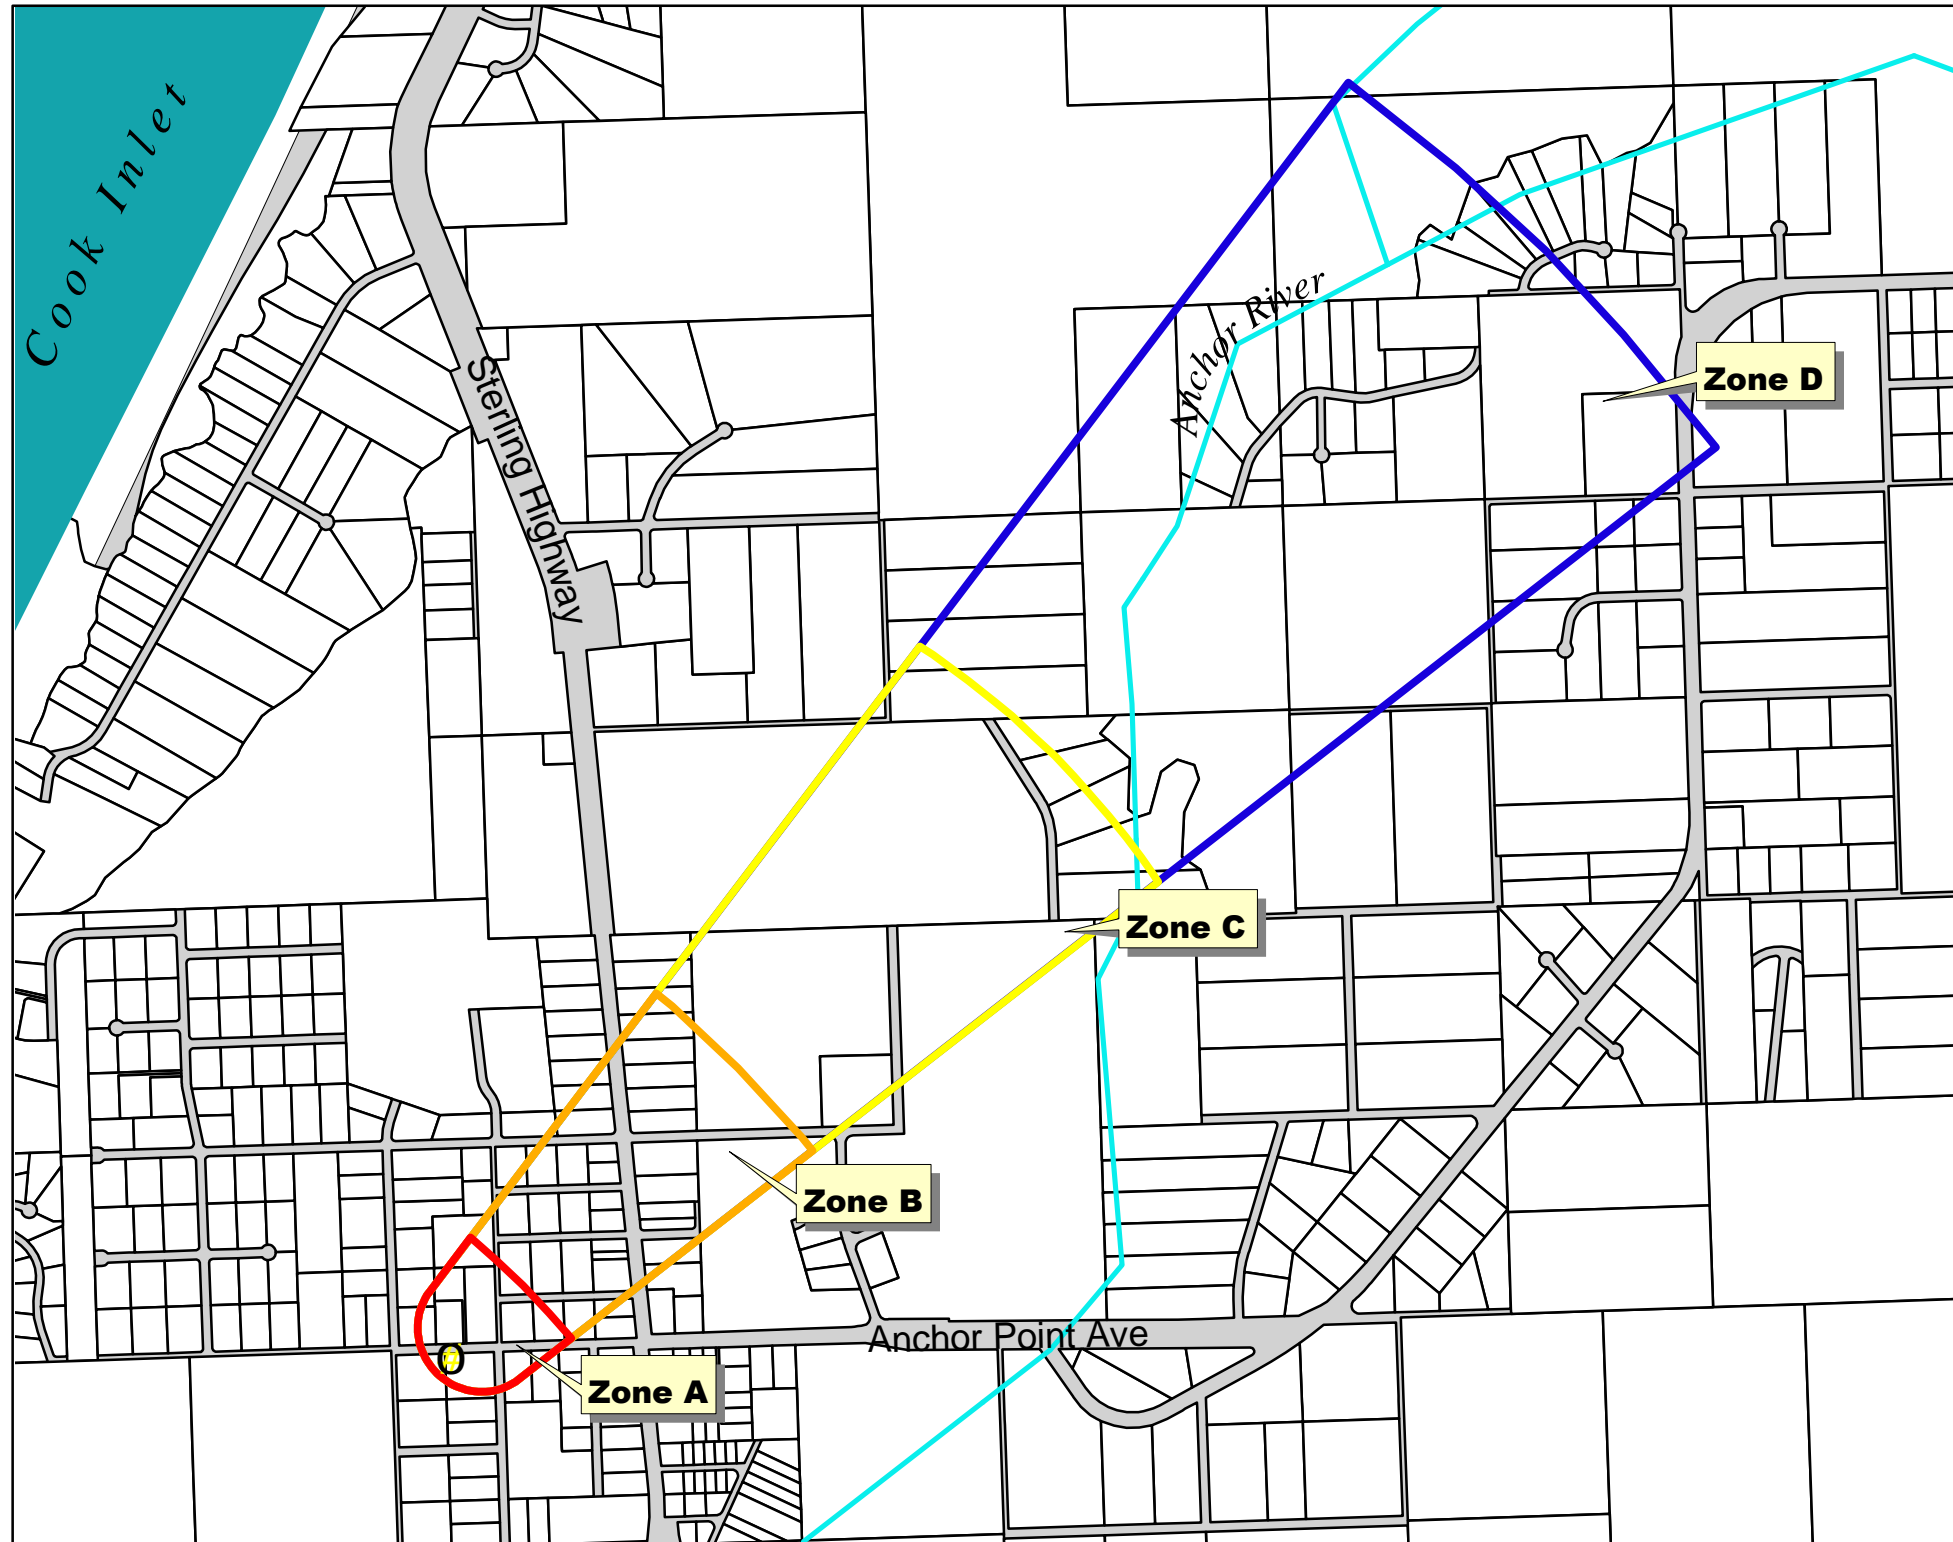 Cook Inlet
Anchor River
Zone D
Sterling Highway
Zone C
Zone B
Anchor Point Ave
Zone A